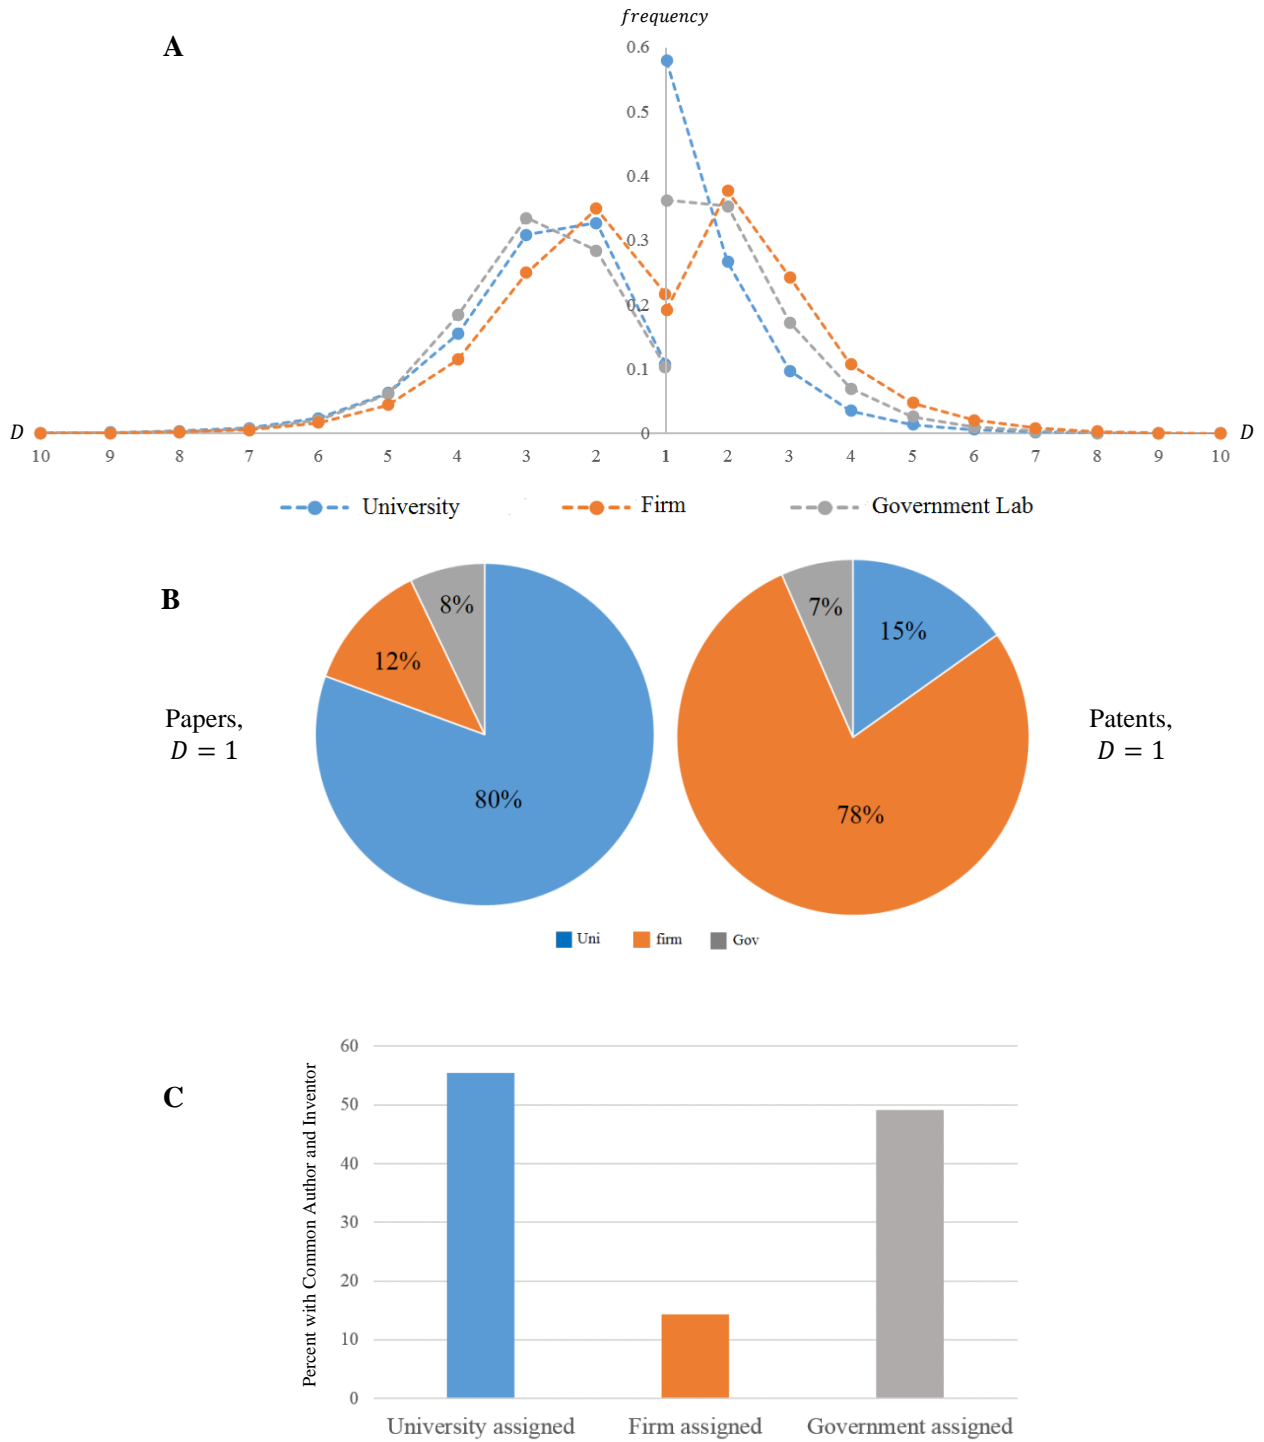 frequency
A
0.6
0.5
0.4
0.3
0.2
0.1
0
D
D
10 9 8 7 6 5 4 3 2 1 2 3 4 5 6 7 8 9 10
University Firm Government Lab
B
8%
12%
80%
7%
15%
78%
Papers,
D = 1
Patents,
D = 1
Uni firm Gov
C
Percent with Common Author and Inventor
60
50
40
30
20
10
0
University assigned Firm assigned Government assigned